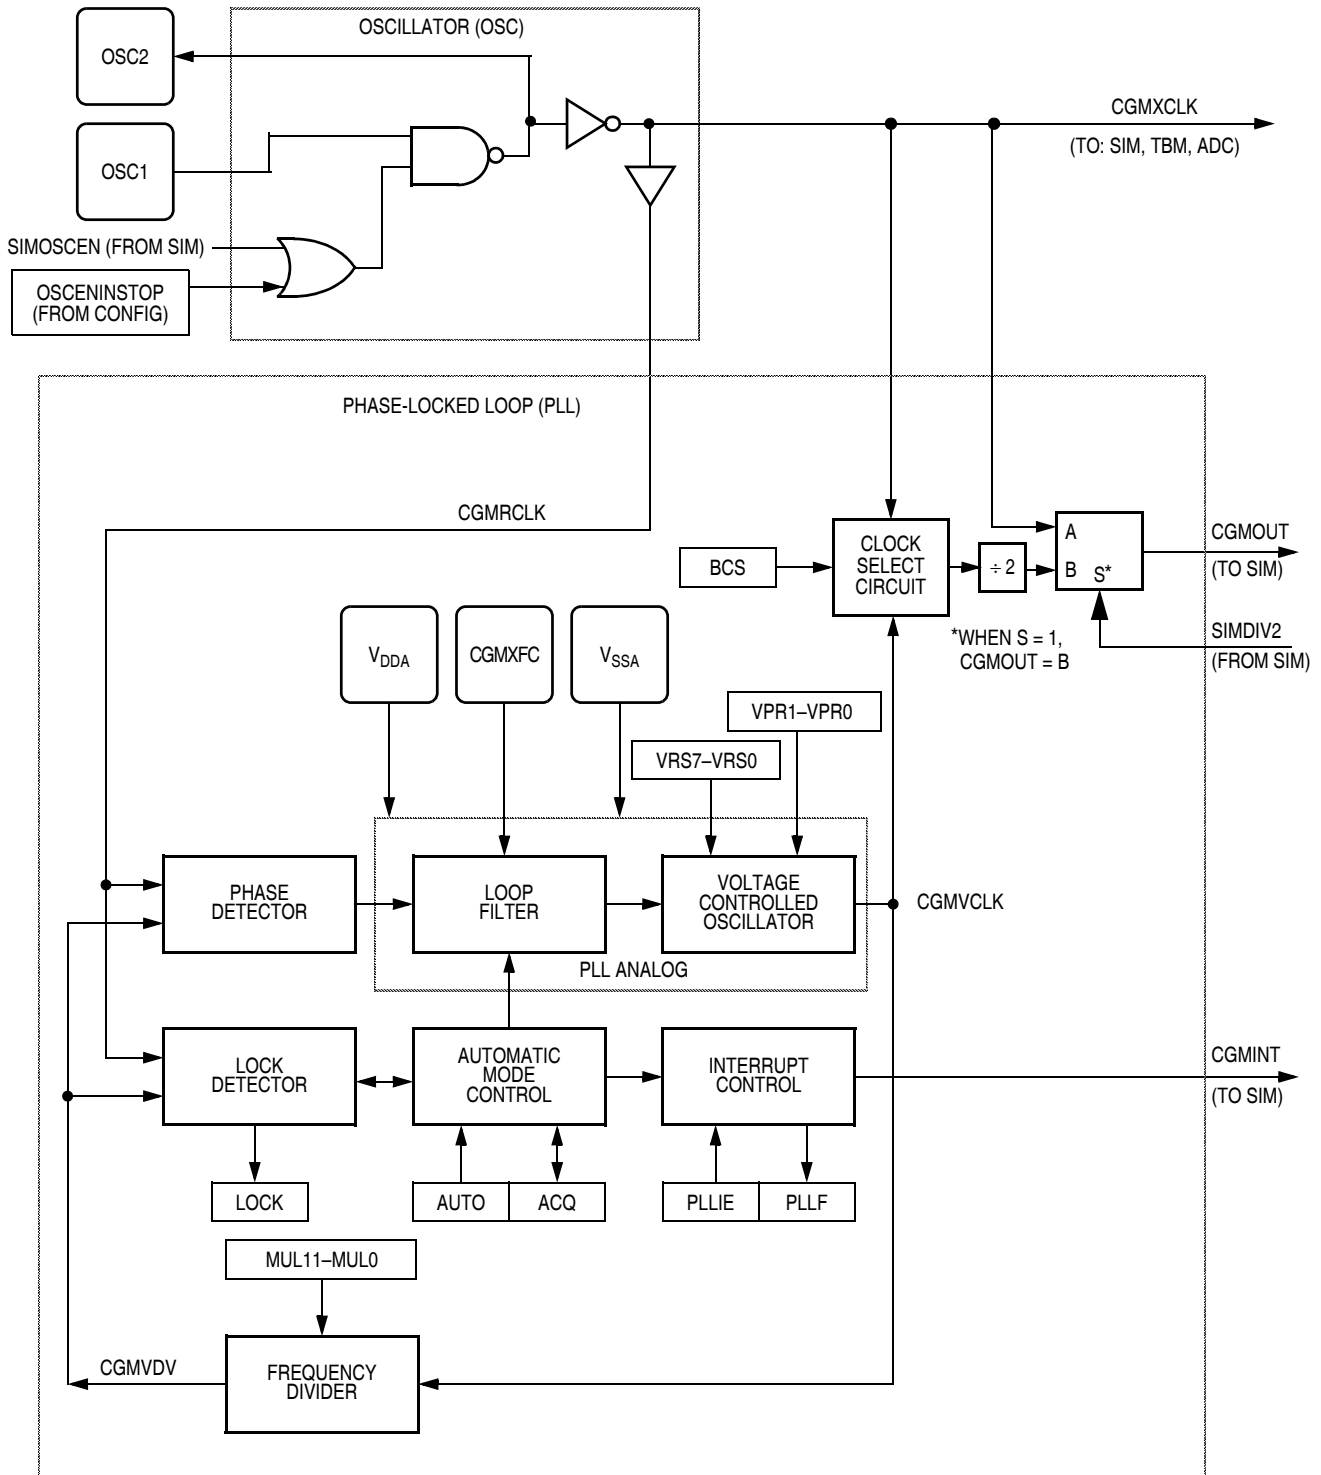 OSCILLATOR (OSC)
OSC2
CGMXCLK
(TO: SIM, TBM, ADC)
OSC1
SIMOSCEN (FROM SIM)
OSCENINSTOP
(FROM CONFIG)
PHASE-LOCKED LOOP (PLL)
CGMRCLK
BCS
CLOCK
SELECT
CIRCUIT
÷ 2
A
B
S*
CGMOUT
(TO SIM)
*WHEN S = 1,
CGMOUT = B
SIMDIV2
(FROM SIM)
VDDA
CGMXFC
VSSA
VPR1–VPR0
VRS7–VRS0
PHASE
DETECTOR
LOOP
FILTER
VOLTAGE
CONTROLLED
OSCILLATOR
CGMVCLK
PLL ANALOG
LOCK
DETECTOR
AUTOMATIC
MODE
CONTROL
INTERRUPT
CONTROL
CGMINT
(TO SIM)
LOCK
AUTO
ACQ
PLLIE
PLLF
MUL11–MUL0
CGMVDV
FREQUENCY
DIVIDER